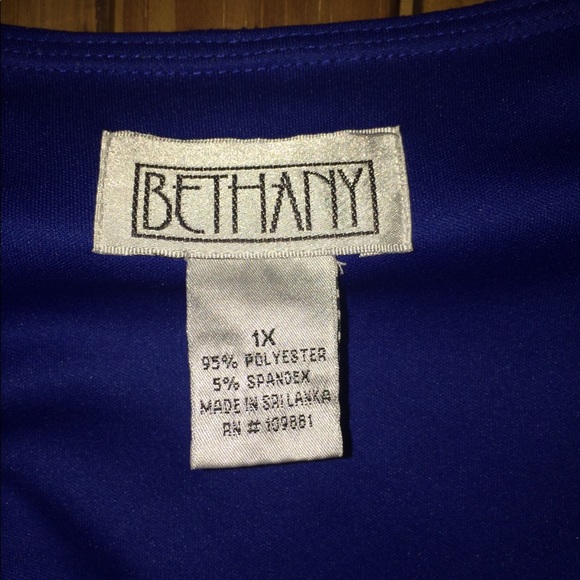 BETHANY
1X
95% POLYESTER
5% SPANDEX
MADE IN SRI LANKA
RN # 109881